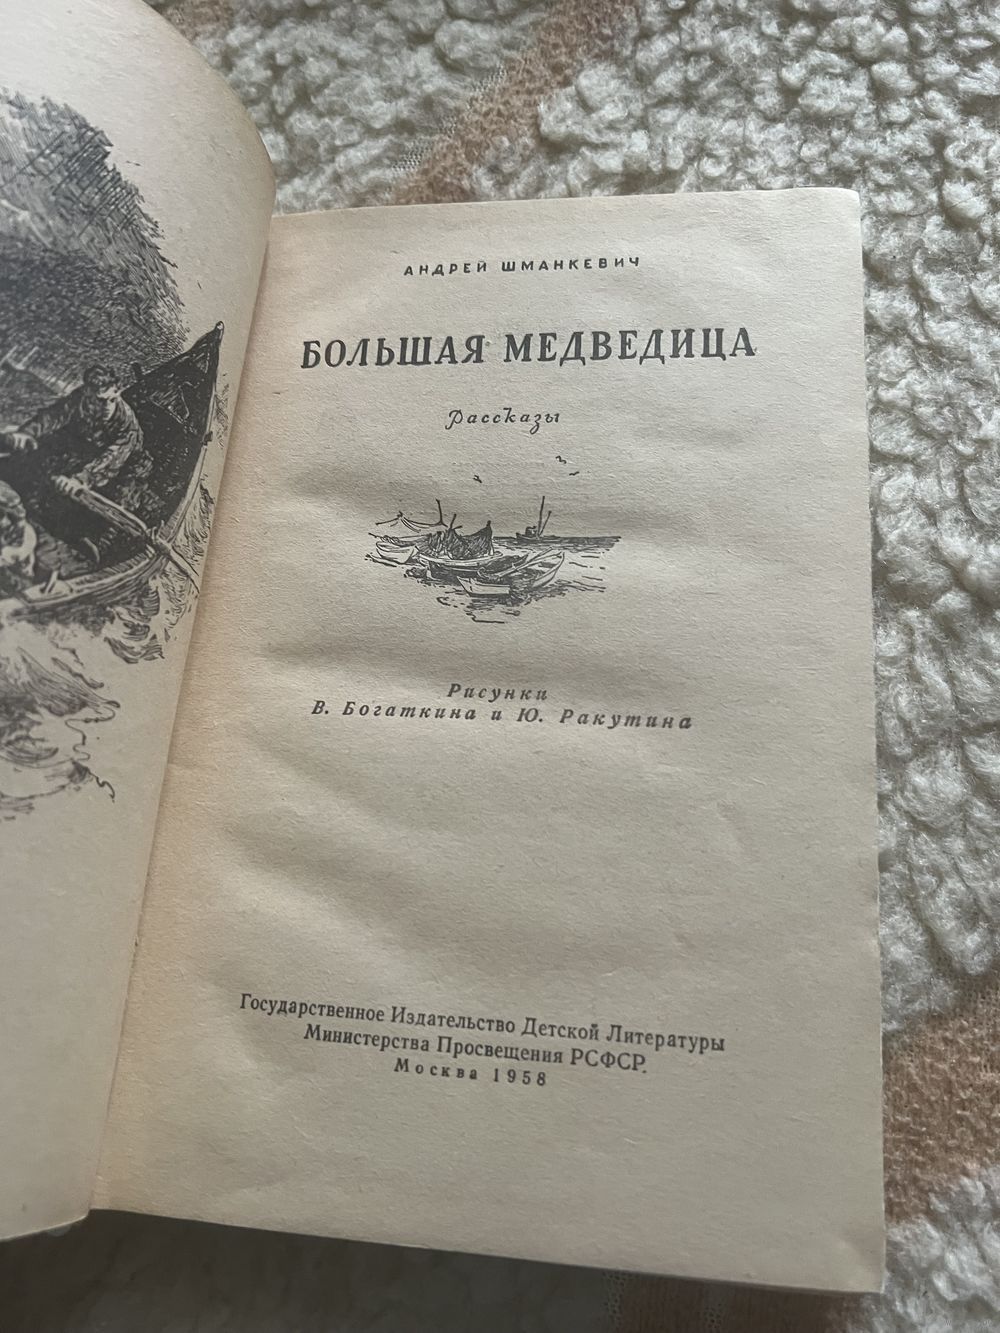 АНДРЕЙ ШМАНКЕВИЧ
БОЛЬШАЯ МЕДВЕДИЦА
Рассказы
Рисунки
В. Богаткина и Ю. Ракутина
Государственное Издательство Детской Литературы
Министерства Просвещения РСФСР.
Москва 1958